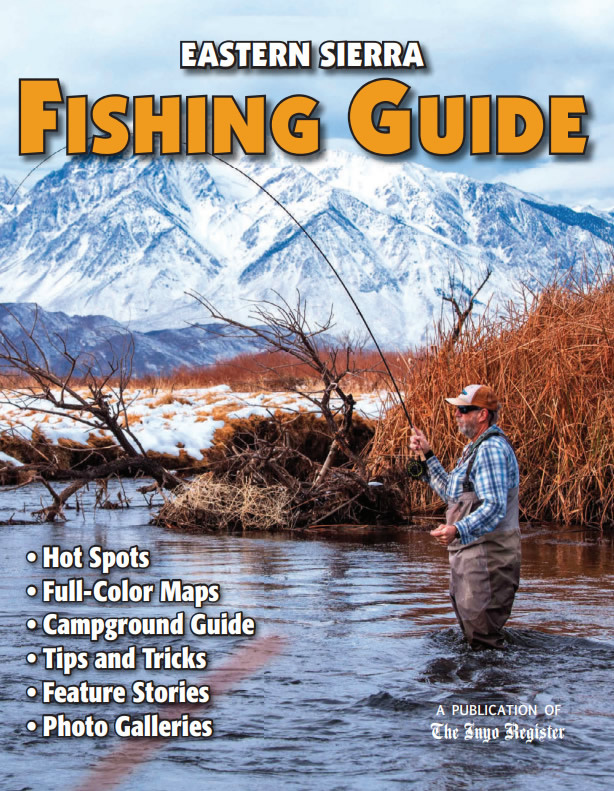 EASTERN SIERRA
FISHING GUIDE
• Hot Spots
• Full-Color Maps
• Campground Guide
• Tips and Tricks
• Feature Stories
• Photo Galleries
A PUBLICATION OF
The Inyo Register